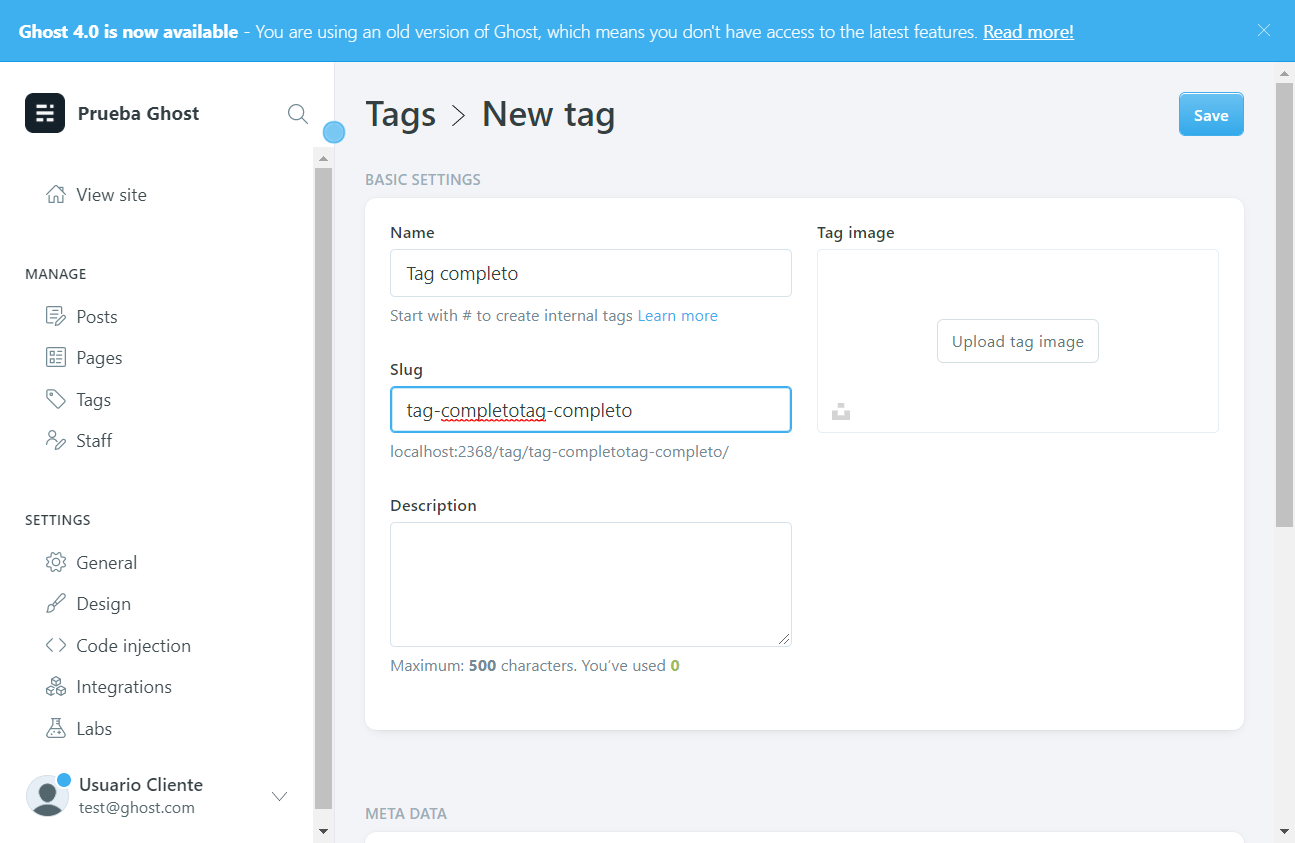 Ghost 4.0 is now available - You are using an old version of Ghost, which means you don't have access to the latest features. Read more!
Prueba Ghost
View site
MANAGE
Posts
Pages
Tags
Staff
SETTINGS
General
Design
Code injection
Integrations
Labs
Usuario Cliente
test@ghost.com
Tags > New tag
Save
BASIC SETTINGS
Name
Tag completo
Start with # to create internal tags Learn more
Slug
tag-completotag-completo
localhost:2368/tag/tag-completotag-completo/
Description
Maximum: 500 characters. You’ve used 0
Tag image
Upload tag image
META DATA